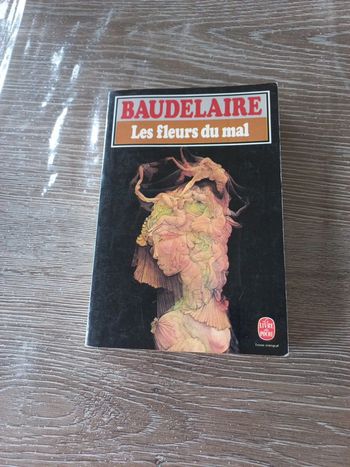 BAUDELAIRE
Les fleurs du mal
LE LIVRE
DE POCHE